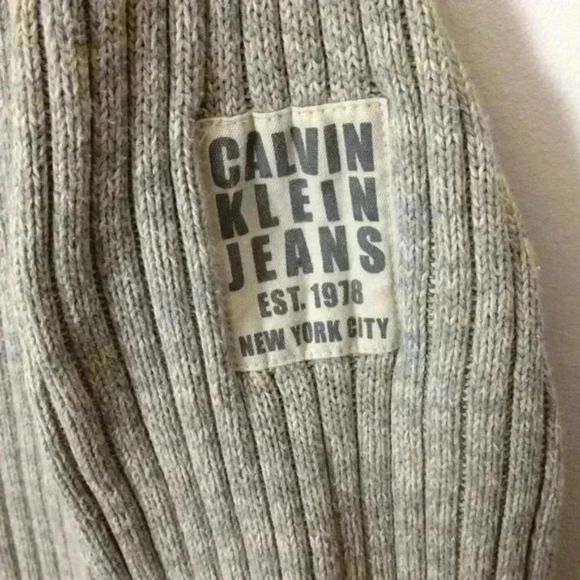 CALVIN
KLEIN
JEANS
EST. 1978
NEW YORK CITY